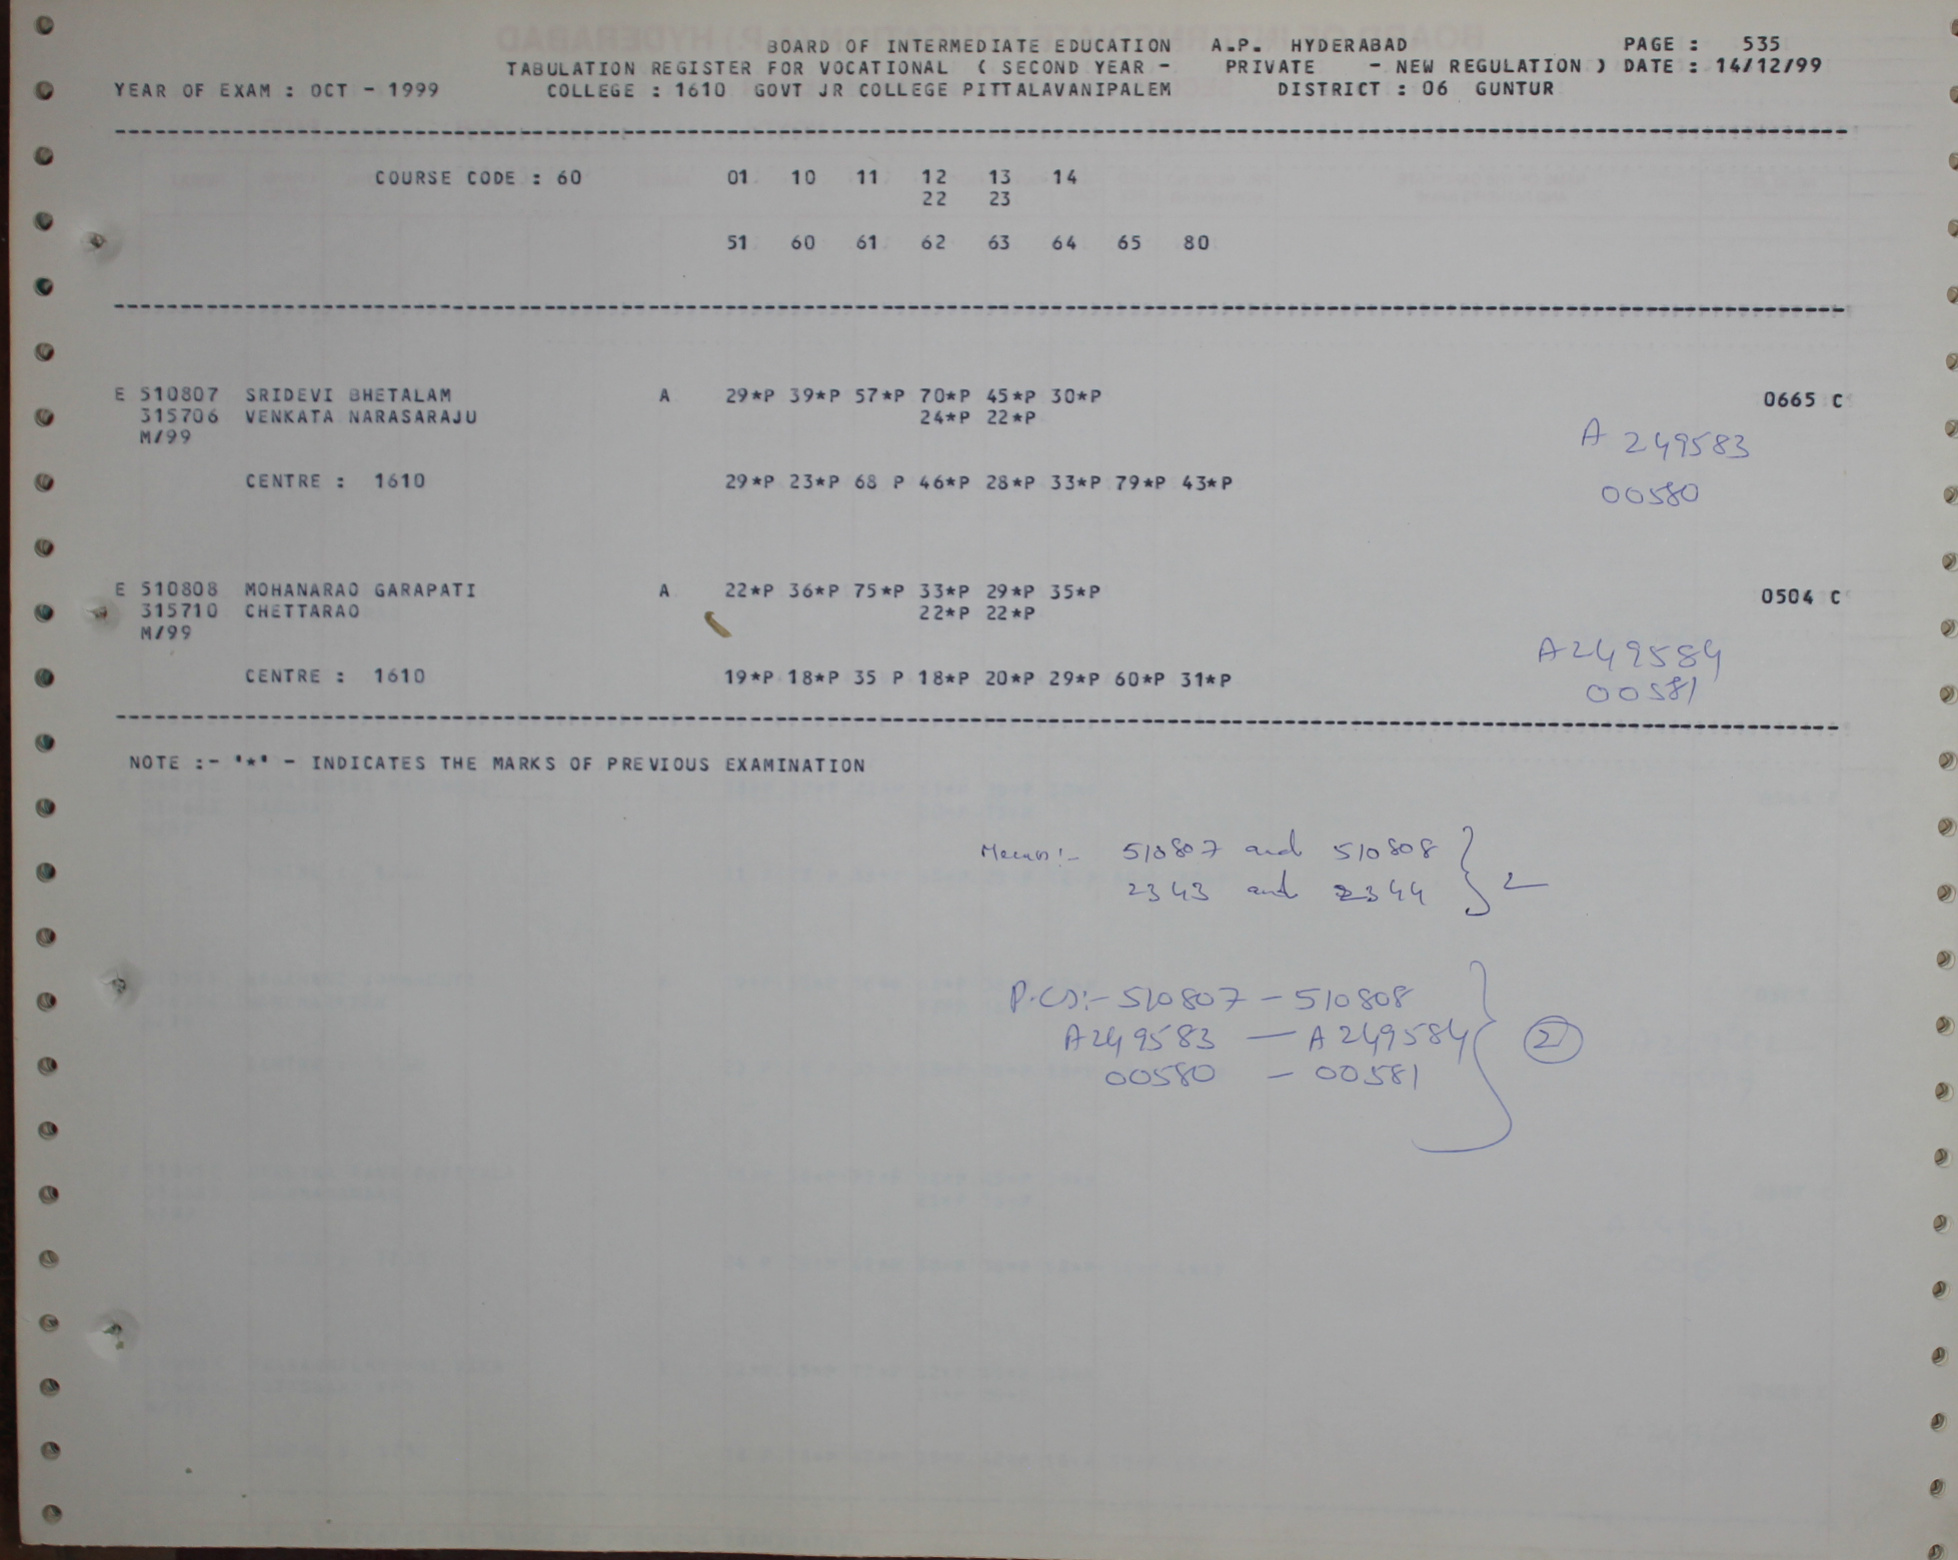 BOARD OF INTERMEDIATE EDUCATION A.P. HYDERABAD PAGE : 535
TABULATION REGISTER FOR VOCATIONAL ( SECOND YEAR - PRIVATE - NEW REGULATION ) DATE : 14/12/99
YEAR OF EXAM : OCT - 1999 COLLEGE : 1610 GOVT JR COLLEGE PITTALAVANIPALEM DISTRICT : 06 GUNTUR
COURSE CODE : 60 01 10 11 12 13 14
22 23
51 60 61 62 63 64 65 80
E 510807 SRIDEVI BHETALAM A 29*P 39*P 57*P 70*P 45*P 30*P 0665 C
315706 VENKATA NARASARAJU 24*P 22*P
M/99
A 249583
CENTRE : 1610 29*P 23*P 68 P 46*P 28*P 33*P 79*P 43*P
00580
E 510808 MOHANARAO GARAPATI A 22*P 36*P 75*P 33*P 29*P 35*P 0504 C
315710 CHETTARAO 22*P 22*P
M/99
A249584
CENTRE : 1610 19*P 18*P 35 P 18*P 20*P 29*P 60*P 31*P
00581
NOTE :- '*' - INDICATES THE MARKS OF PREVIOUS EXAMINATION
510807 and 510808
2343 and 2344 } 2
510807 - 510808
A249583 — A249584 } 2
00580 - 00581